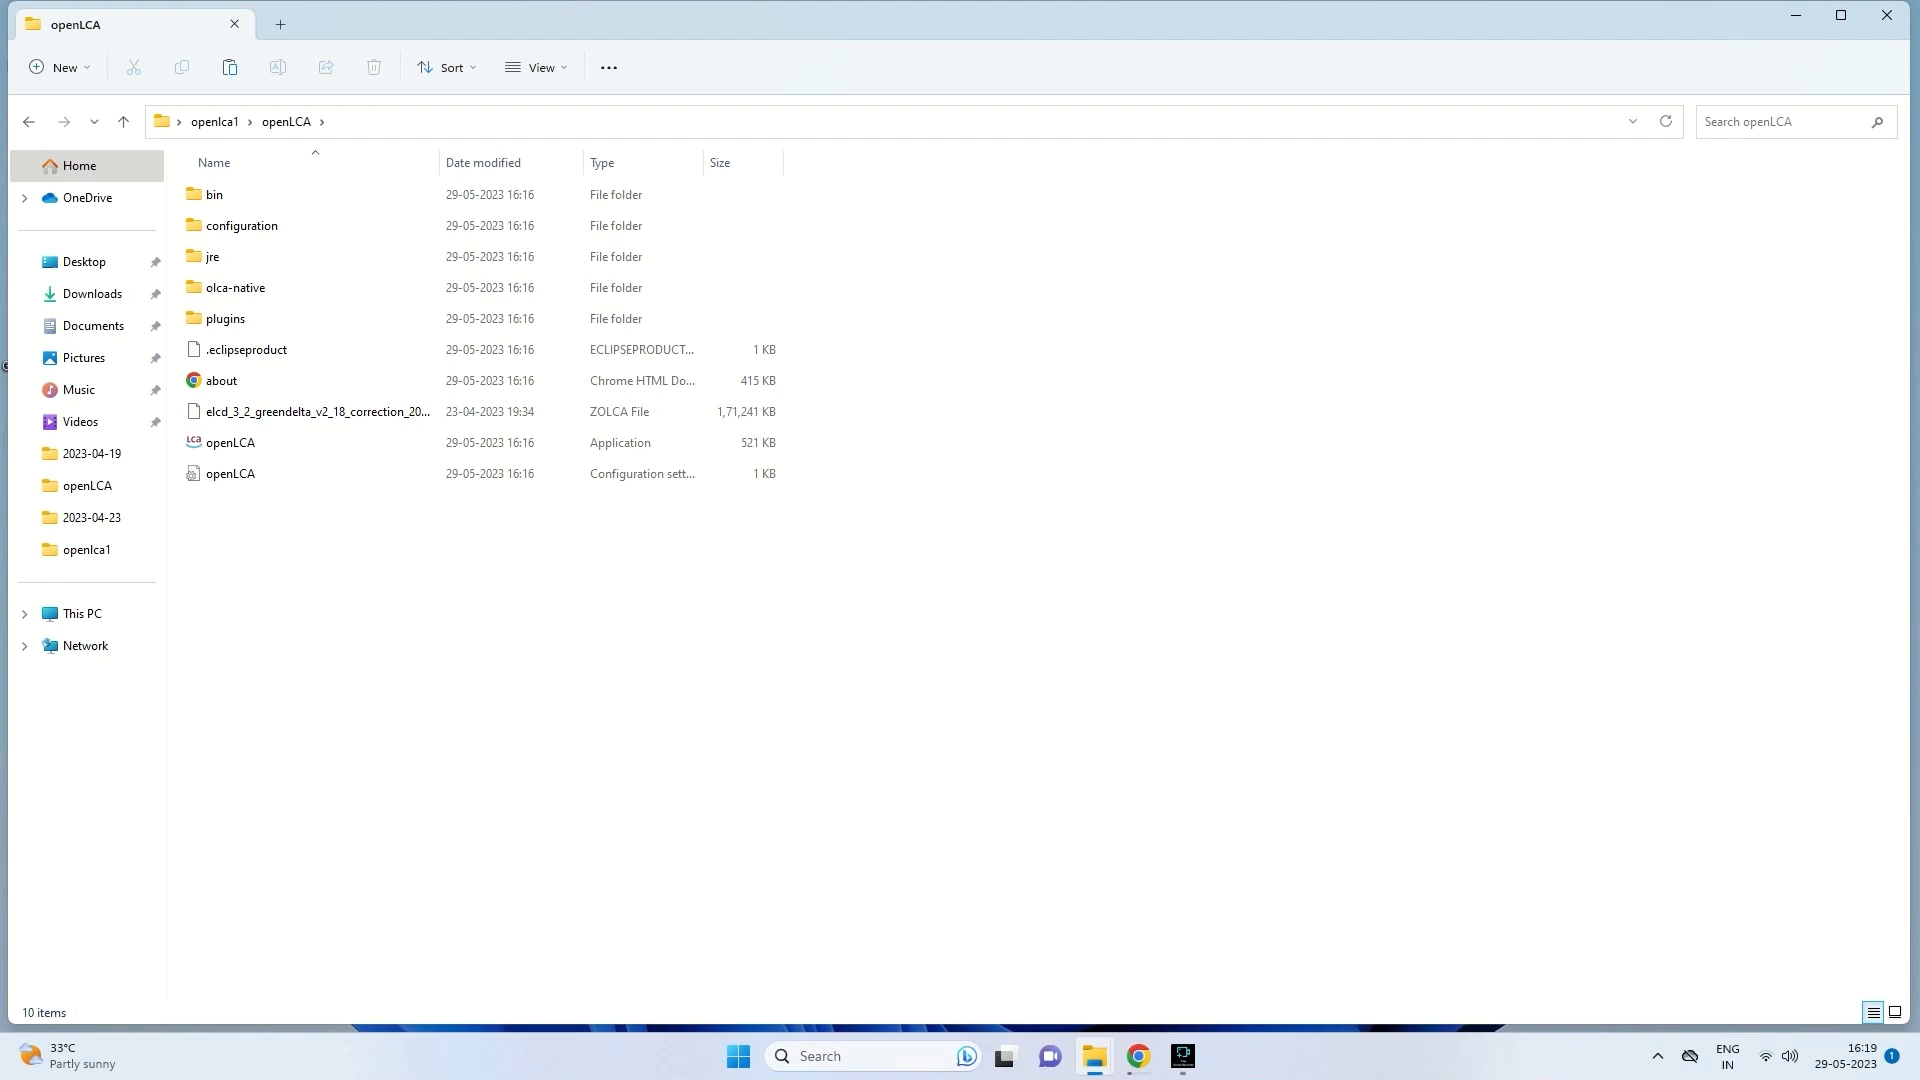 openLCA
New
Sort
View
openlca1 > openLCA >
Search openLCA
Name Date modified Type Size
Home
OneDrive
Desktop
Downloads
Documents
Pictures
Music
Videos
2023-04-19
openLCA
2023-04-23
openlca1
This PC
Network
bin 29-05-2023 16:16 File folder
configuration 29-05-2023 16:16 File folder
jre 29-05-2023 16:16 File folder
olca-native 29-05-2023 16:16 File folder
plugins 29-05-2023 16:16 File folder
.eclipseproduct 29-05-2023 16:16 ECLIPSEPRODUCT... 1 KB
about 29-05-2023 16:16 Chrome HTML Do... 415 KB
elcd_3_2_greendelta_v2_18_correction_20... 23-04-2023 19:34 ZOLCA File 1,71,241 KB
LCA openLCA 29-05-2023 16:16 Application 521 KB
openLCA 29-05-2023 16:16 Configuration sett... 1 KB
10 items
33°C
Partly sunny
Search
ENG
IN
16:19
29-05-2023
1